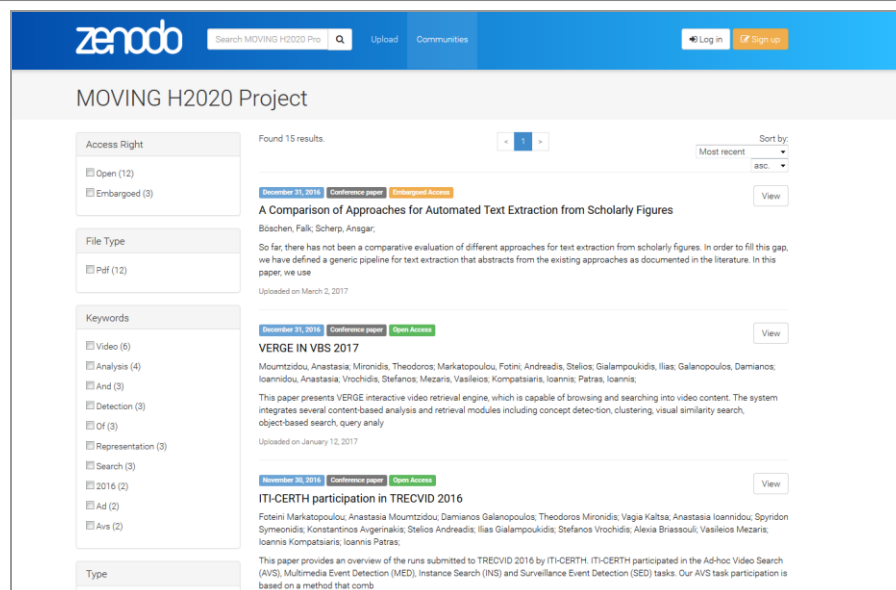 zenodo
Search MOVING H2020 Pro
Upload
Communities
Log in
Sign up
MOVING H2020 Project
Access Right
Open (12)
Embargoed (3)
File Type
Pdf (12)
Keywords
Video (6)
Analysis (4)
And (3)
Detection (3)
Of (3)
Representation (3)
Search (3)
2016 (2)
Ad (2)
Avs (2)
Type
Found 15 results.
< 1 >
Sort by:
Most recent
asc.
December 31, 2016 Conference paper Embargoed Access
View
A Comparison of Approaches for Automated Text Extraction from Scholarly Figures
Böschen, Falk; Scherp, Ansgar;
So far, there has not been a comparative evaluation of different approaches for text extraction from scholarly figures. In order to fill this gap,
we have defined a generic pipeline for text extraction that abstracts from the existing approaches as documented in the literature. In this
paper, we use
Uploaded on March 2, 2017
December 31, 2016 Conference paper Open Access
View
VERGE IN VBS 2017
Moumtzidou, Anastasia; Mironidis, Theodoros; Markatopoulou, Fotini; Andreadis, Stelios; Gialampoukidis, Ilias; Galanopoulos, Damianos;
Ioannidou, Anastasia; Vrochidis, Stefanos; Mezaris, Vasileios; Kompatsiaris, Ioannis; Patras, Ioannis;
This paper presents VERGE interactive video retrieval engine, which is capable of browsing and searching into video content. The system
integrates several content-based analysis and retrieval modules including concept detec-tion, clustering, visual similarity search,
object-based search, query analy
Uploaded on January 12, 2017
November 30, 2016 Conference paper Open Access
View
ITI-CERTH participation in TRECVID 2016
Foteini Markatopoulou; Anastasia Moumtzidou; Damianos Galanopoulos; Theodoros Mironidis; Vagia Kaltsa; Anastasia Ioannidou; Spyridon
Symeonidis; Konstantinos Avgerinakis; Stelios Andreadis; Ilias Gialampoukidis; Stefanos Vrochidis; Alexia Briassouli; Vasileios Mezaris;
Ioannis Kompatsiaris; Ioannis Patras;
This paper provides an overview of the runs submitted to TRECVID 2016 by ITI-CERTH. ITI-CERTH participated in the Ad-hoc Video Search
(AVS), Multimedia Event Detection (MED), Instance Search (INS) and Surveillance Event Detection (SED) tasks. Our AVS task participation is
based on a method that comb